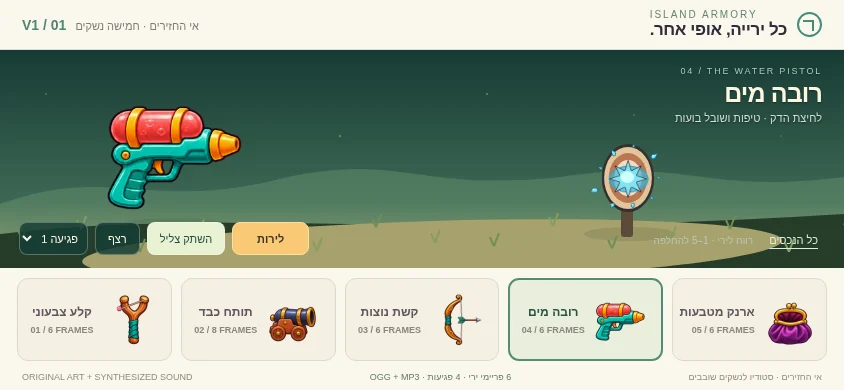 ISLAND ARMORY
כל ירייה, אופי אחר.
אי החזירים · חמישה נשקים
V1 / 01
04 / THE WATER PISTOL
רובה מים
לחיצת הדק · טיפות ושובל בועות
לירות
השתק צליל
רצף
פגיעה 1
כל הנכסים
רווח לירי · 1–5 להחלפה
ארנק מטבעות
05 / 6 FRAMES
רובה מים
04 / 6 FRAMES
קשת נוצות
03 / 6 FRAMES
תותח כבד
02 / 8 FRAMES
קלע צבעוני
01 / 6 FRAMES
אי החזירים · סטודיו לנשקים שובבים
6 פריימי ירי · 4 פגיעות · OGG + MP3
ORIGINAL ART + SYNTHESIZED SOUND